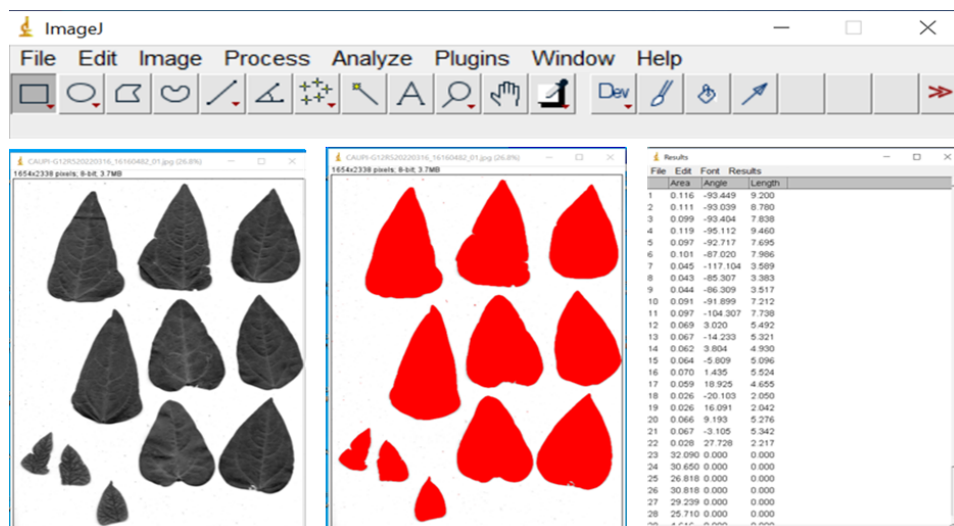 ImageJ
File Edit Image Process Analyze Plugins Window Help
Dev
CAUPI-G12RS20220316_16160482_01.jpg (26.8%)
1654x2338 pixels; 8-bit; 3.7MB
CAUPI-G12RS20220316_16160482_01.jpg (26.8%)
1654x2338 pixels; 8-bit; 3.7MB
Results
File Edit Font Results
Area Angle Length
1 0.116 -93.449 9.200
2 0.111 -93.039 8.780
3 0.099 -93.404 7.838
4 0.119 -95.112 9.460
5 0.097 -92.717 7.695
6 0.101 -87.020 7.986
7 0.045 -117.104 3.589
8 0.043 -85.307 3.383
9 0.044 -86.309 3.517
10 0.091 -91.899 7.212
11 0.097 -104.307 7.738
12 0.069 3.020 5.492
13 0.067 -14.233 5.321
14 0.062 3.804 4.930
15 0.064 -5.809 5.096
16 0.070 1.435 5.524
17 0.059 18.925 4.655
18 0.026 -20.103 2.050
19 0.026 16.091 2.042
20 0.066 9.193 5.276
21 0.067 -3.105 5.342
22 0.028 27.728 2.217
23 32.090 0.000 0.000
24 30.650 0.000 0.000
25 26.818 0.000 0.000
26 30.818 0.000 0.000
27 29.239 0.000 0.000
28 25.710 0.000 0.000